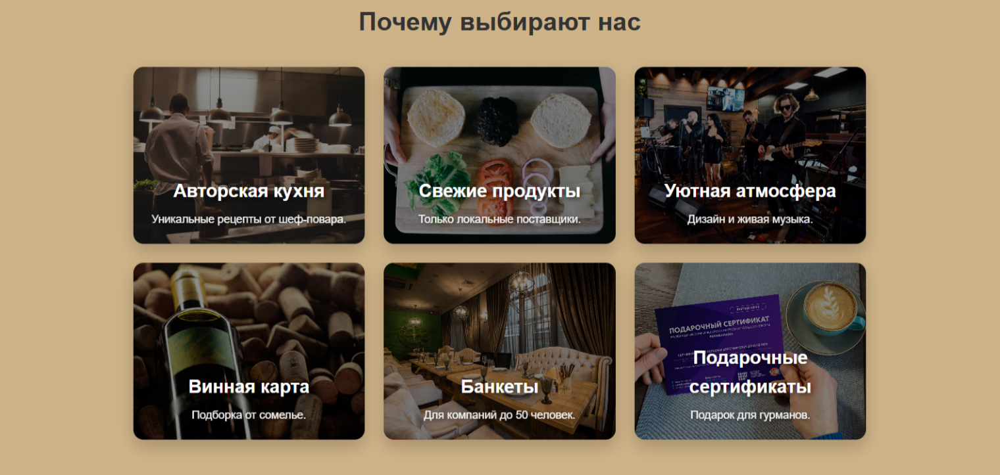 Почему выбирают нас
Авторская кухня
Уникальные рецепты от шеф-повара.
Свежие продукты
Только локальные поставщики.
Уютная атмосфера
Дизайн и живая музыка.
Винная карта
Подборка от сомелье.
Банкеты
Для компаний до 50 человек.
ПОДАРОЧНЫЙ СЕРТИФИКАТ
Подарочные
сертификаты
Подарок для гурманов.